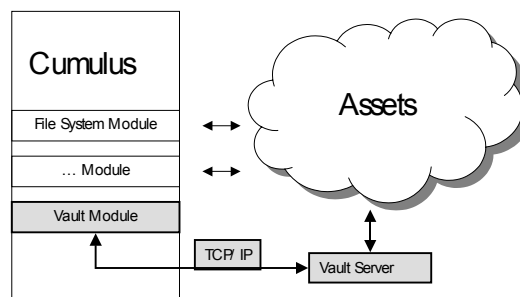 Cumulus
Assets
File System Module
... Module
Vault Module
TCP/ IP
Vault Server